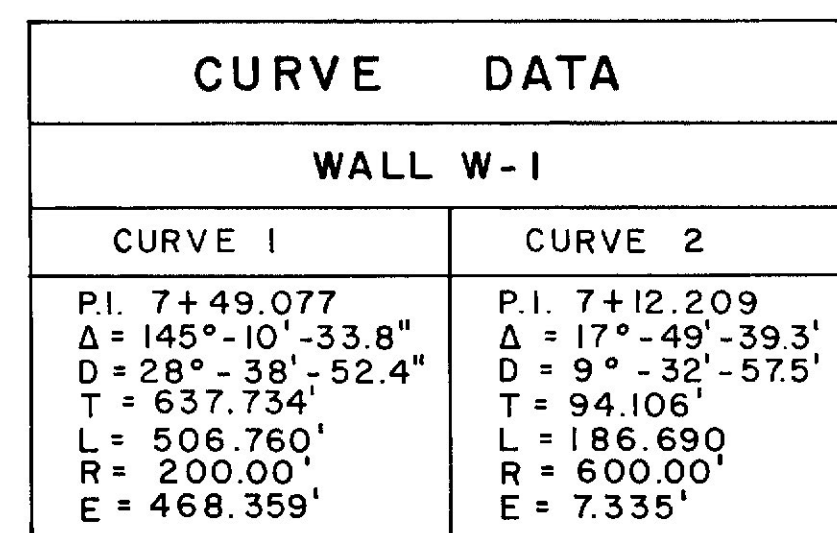 CURVE DATA
WALL W-1
CURVE 1
P.I. 7+49.077
Δ = 145°-10'-33.8"
D = 28° - 38'-52.4"
T = 637.734'
L = 506.760'
R = 200.00'
E = 468.359'
CURVE 2
P.I. 7+12.209
Δ = 17°-49'-39.3'
D = 9° -32'-57.5'
T = 94.106'
L = 186.690
R = 600.00'
E = 7.335'